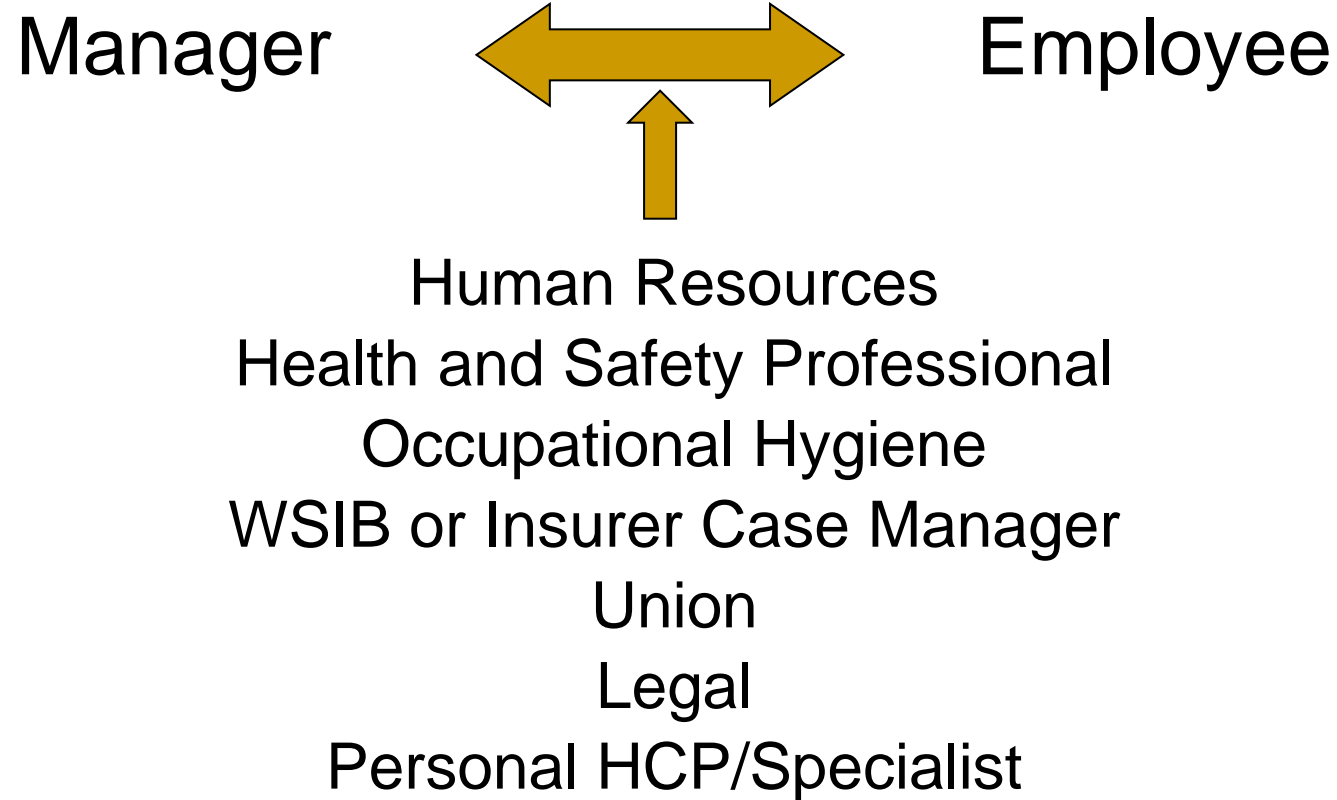 Manager Employee
Human Resources
Health and Safety Professional
Occupational Hygiene
WSIB or Insurer Case Manager
Union
Legal
Personal HCP/Specialist